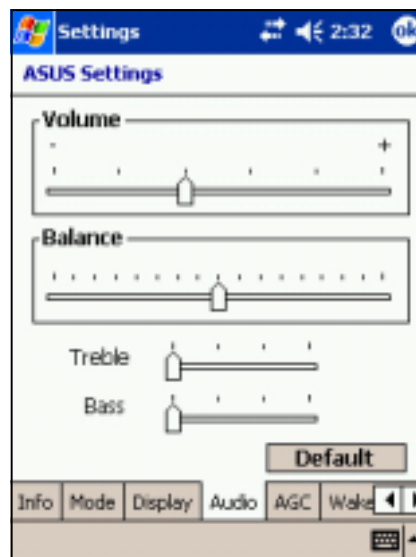 Settings 2:32 ok
ASUS Settings
Volume
- +
Balance
Treble
Bass
Default
Info Mode Display Audio AGC Wake